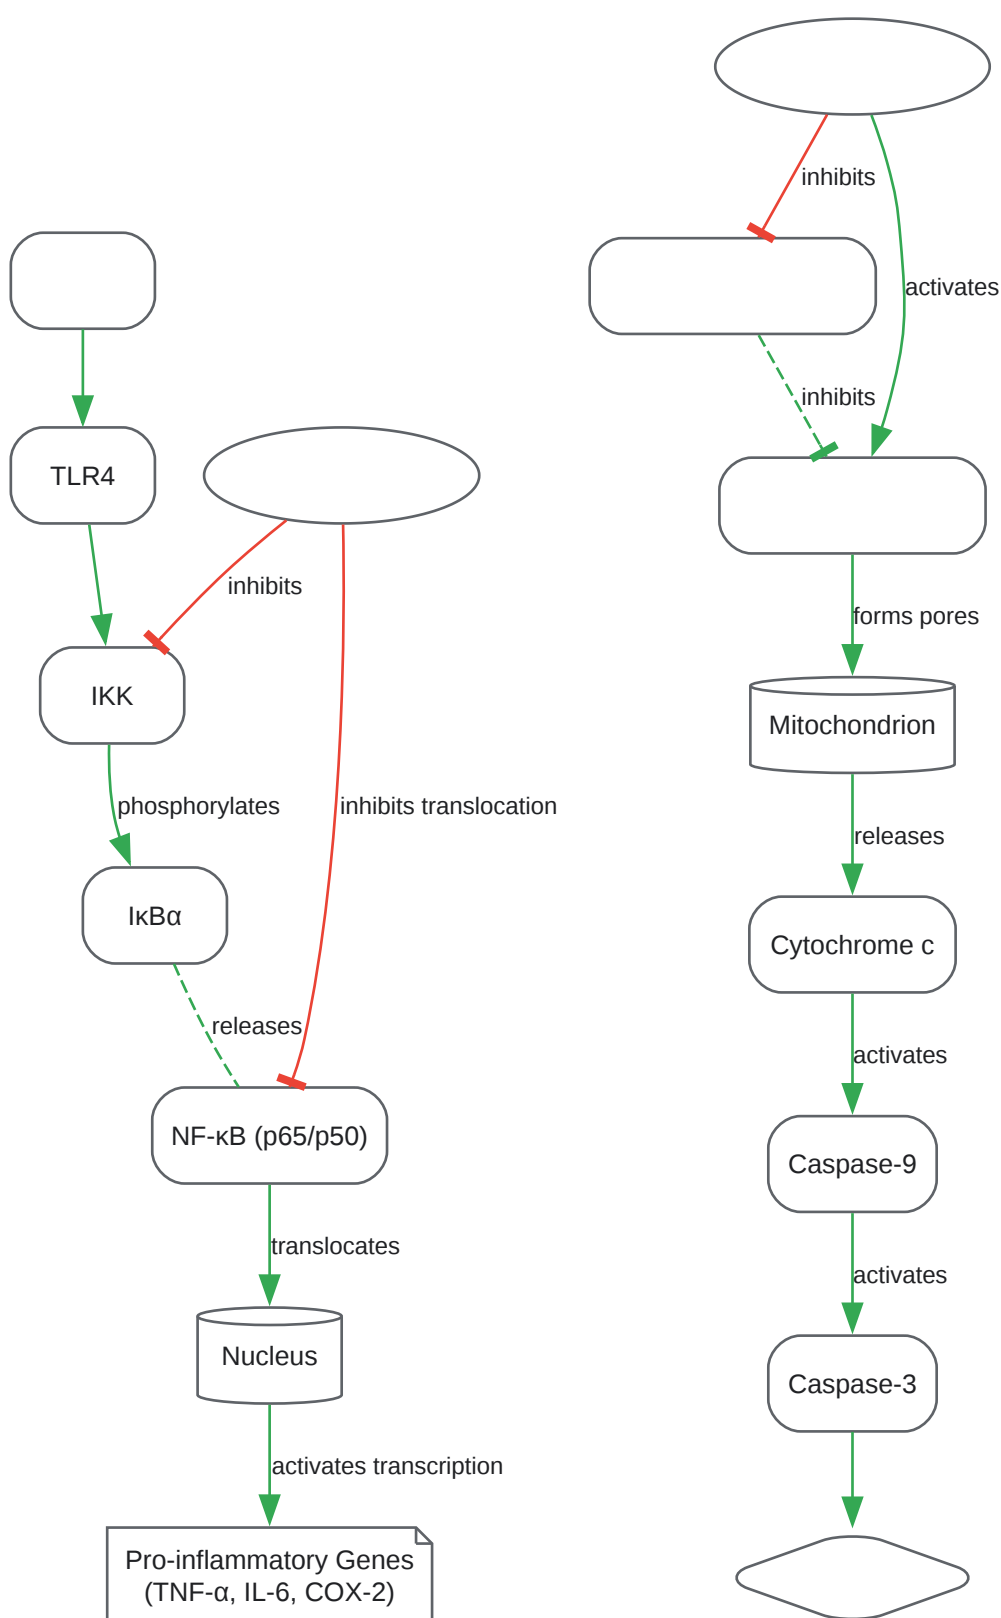 inhibits
activates
inhibits
TLR4
inhibits
forms pores
IKK
Mitochondrion
phosphorylates
inhibits translocation
releases
IκBα
Cytochrome c
releases
activates
NF-κB (p65/p50)
Caspase-9
translocates
activates
Nucleus
Caspase-3
activates transcription
Pro-inflammatory Genes
(TNF-α, IL-6, COX-2)